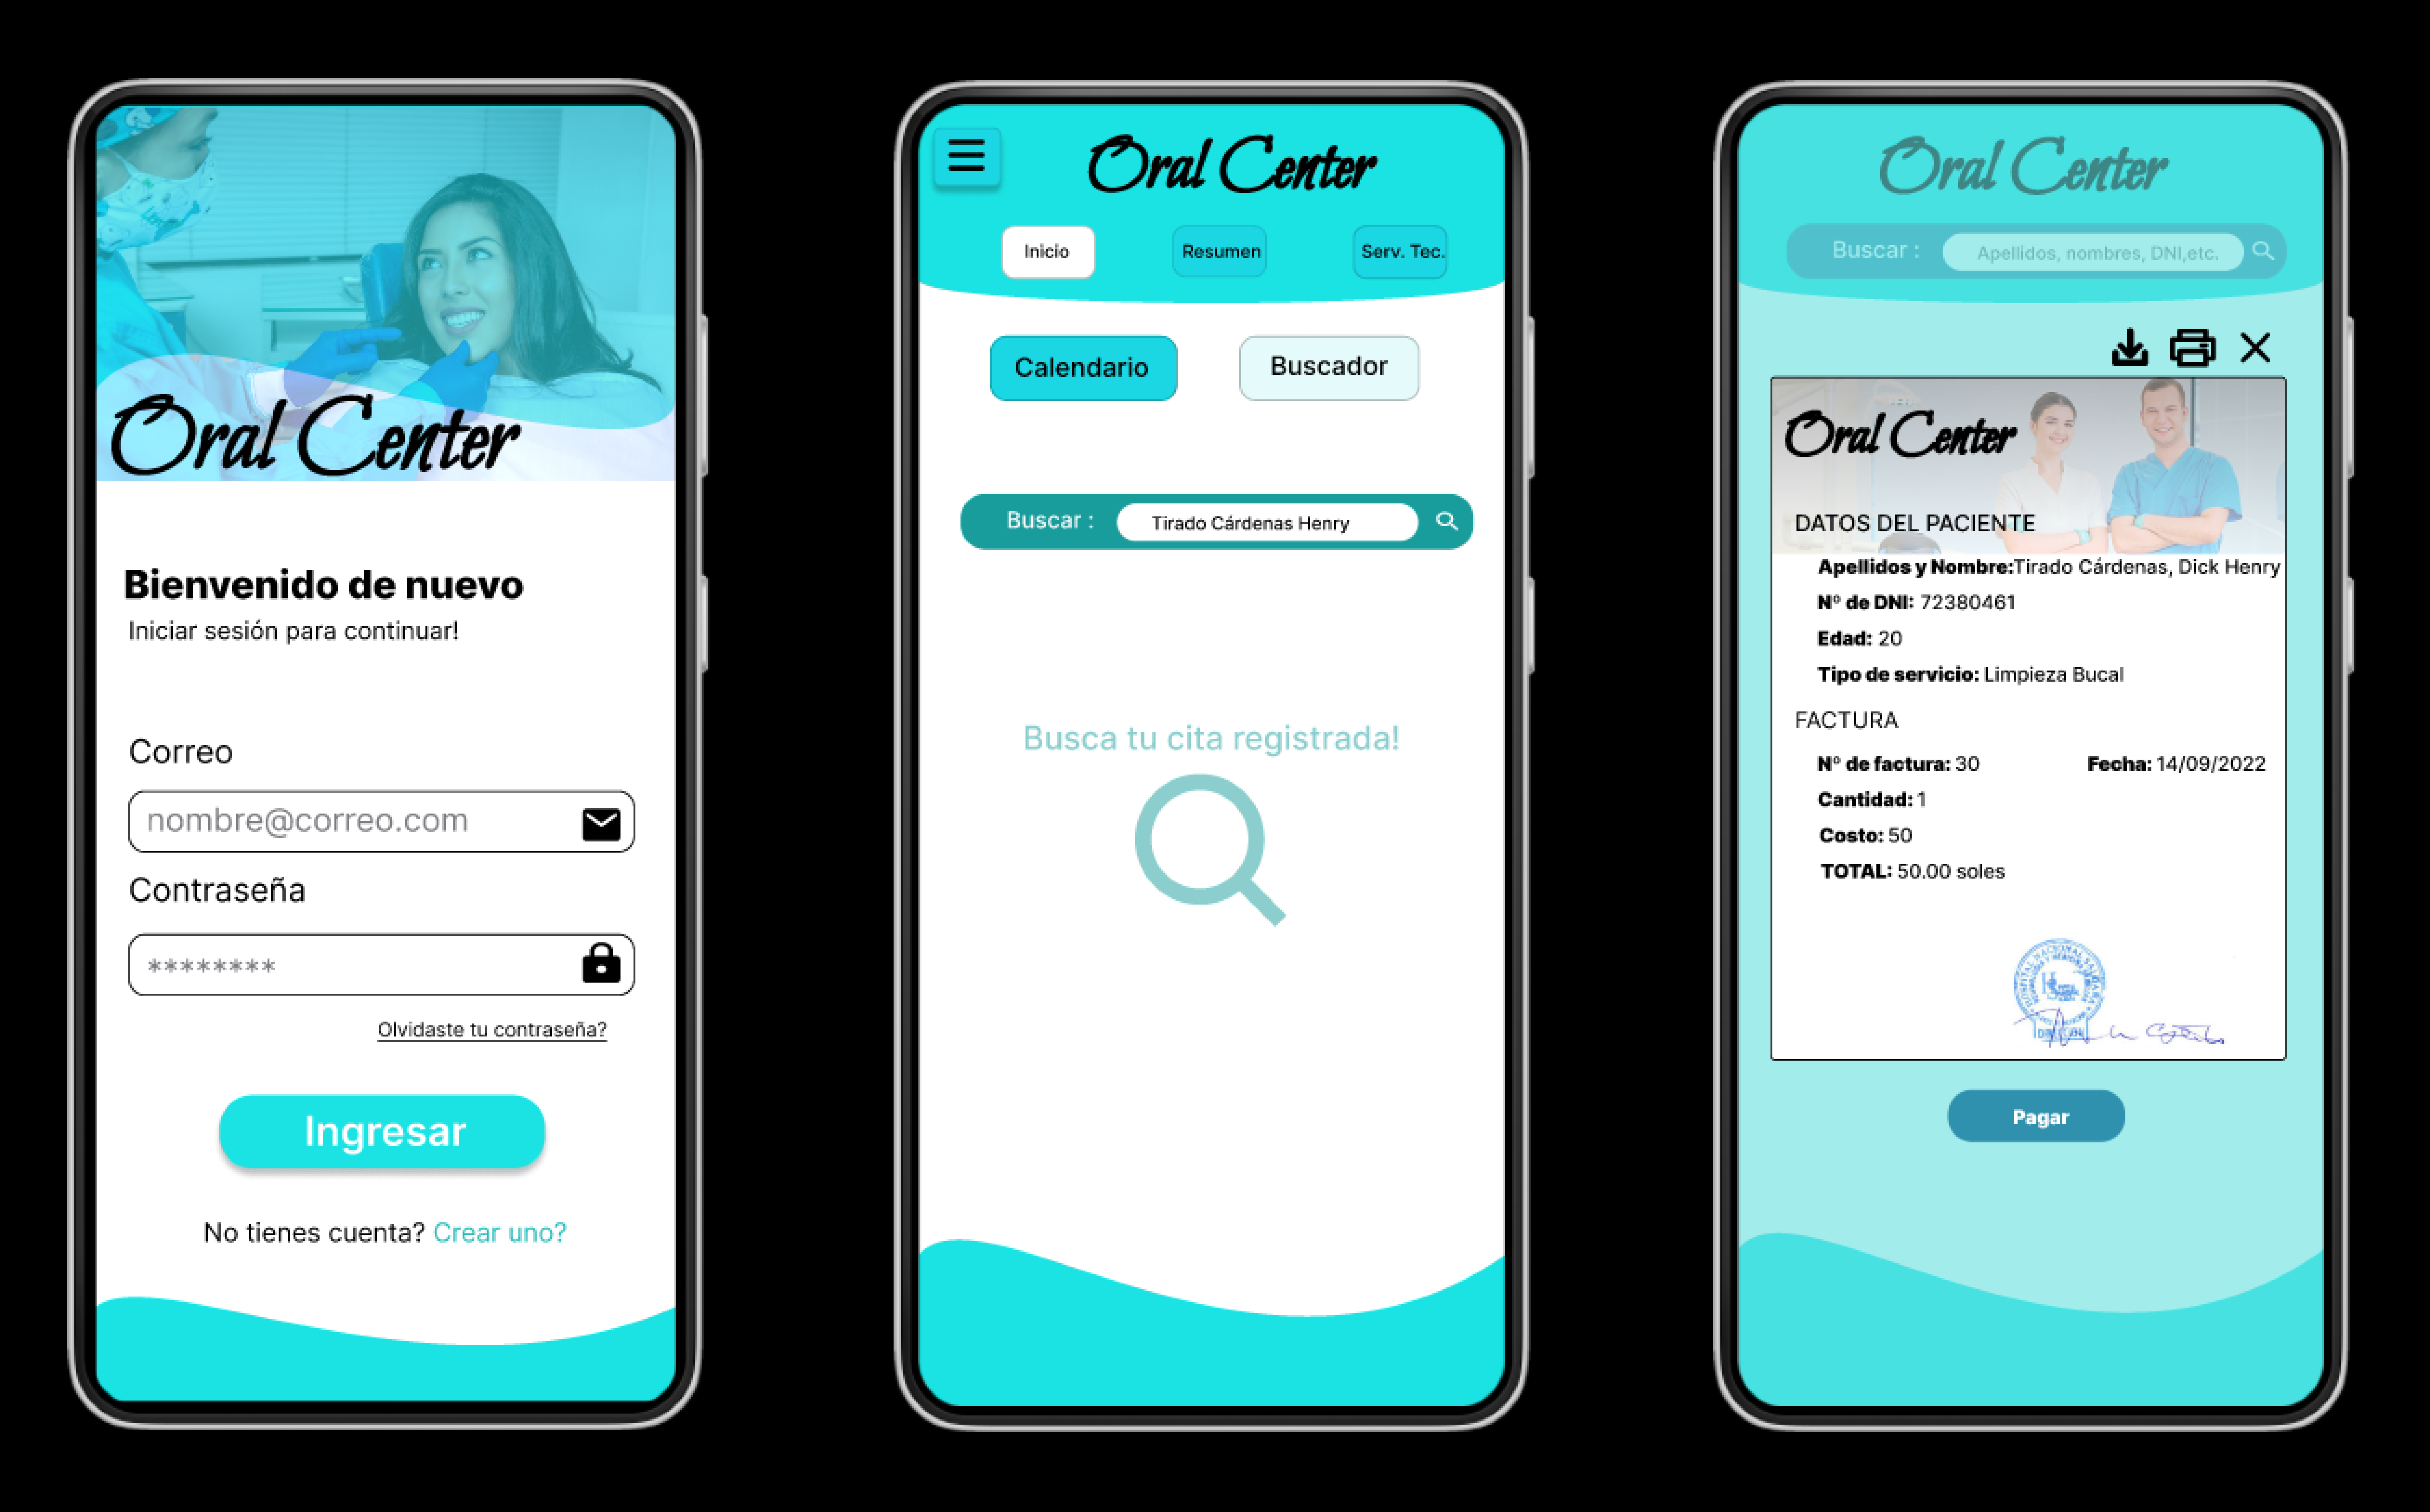 Oral Center
Bienvenido de nuevo
Iniciar sesión para continuar!
Correo
nombre@correo.com
Contraseña
********
Olvidaste tu contraseña?
Ingresar
No tienes cuenta? Crear uno?
Oral Center
Inicio
Resumen
Serv. Tec.
Calendario
Buscador
Buscar :
Tirado Cárdenas Henry
Busca tu cita registrada!
Oral Center
Buscar :
Apellidos, nombres, DNI,etc.
Oral Center
DATOS DEL PACIENTE
Apellidos y Nombre:Tirado Cárdenas, Dick Henry
Nº de DNI: 72380461
Edad: 20
Tipo de servicio: Limpieza Bucal
FACTURA
Nº de factura: 30
Fecha: 14/09/2022
Cantidad: 1
Costo: 50
TOTAL: 50.00 soles
Pagar